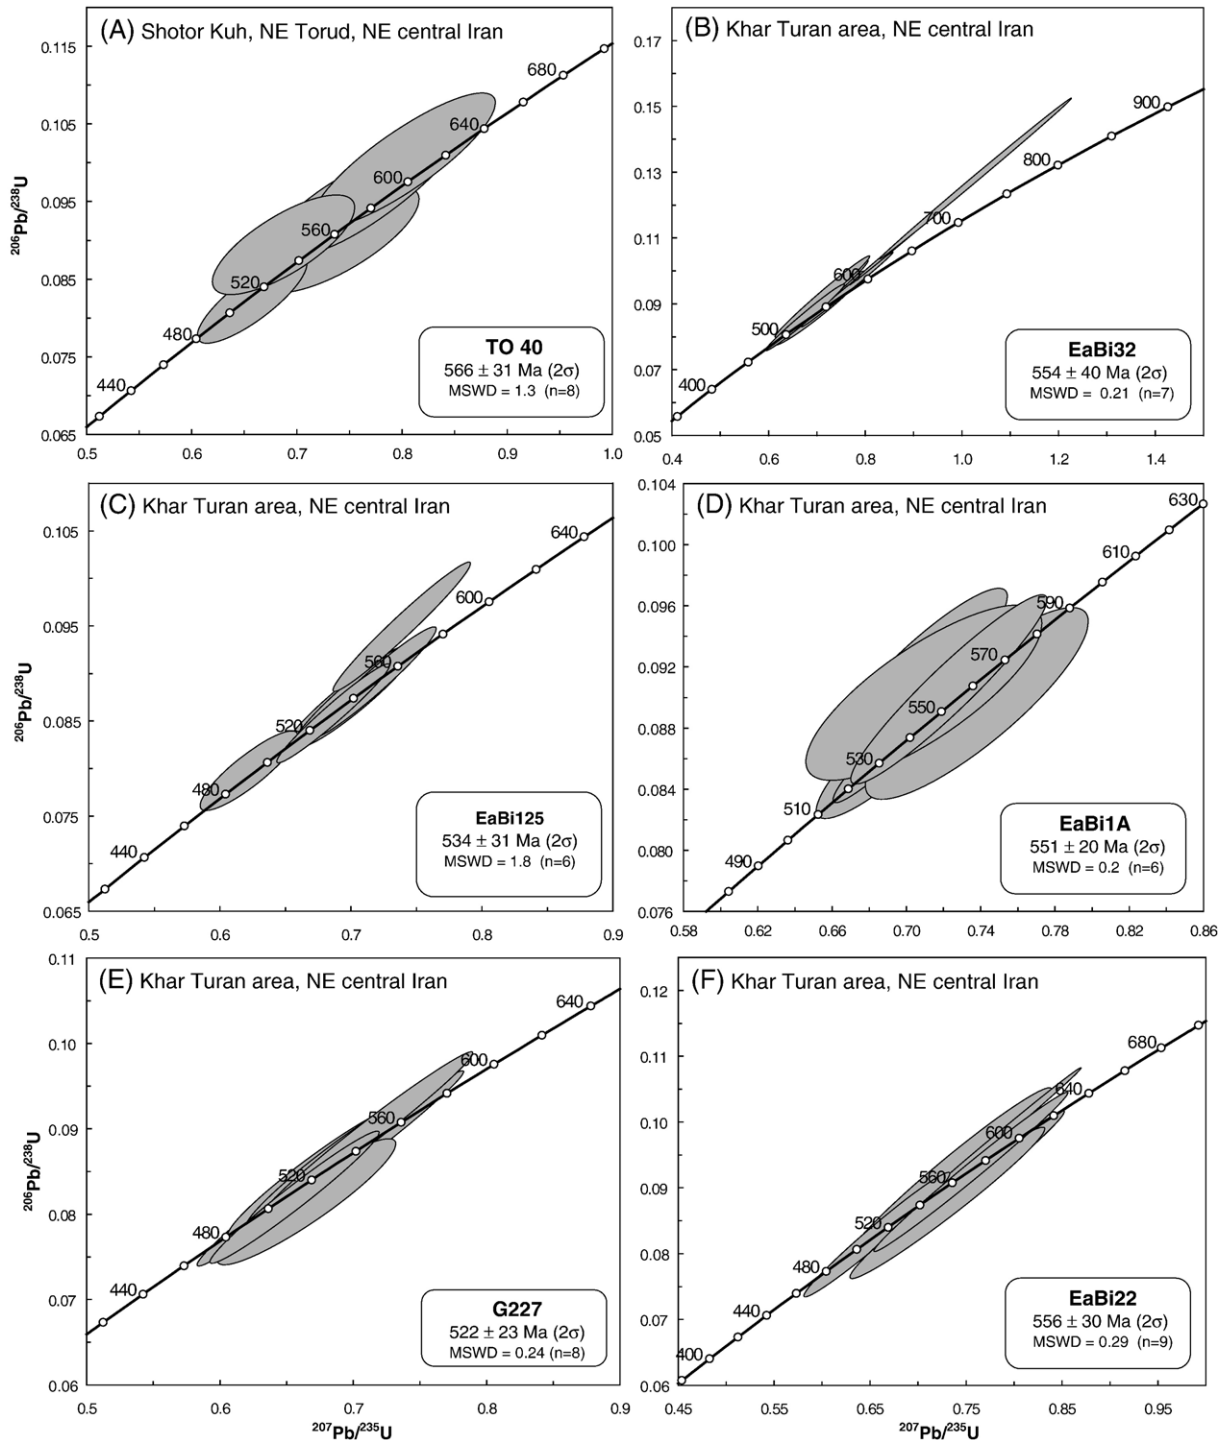 (A) Shotor Kuh, NE Torud, NE central Iran
0.115
0.105
0.095
0.085
0.075
0.065
²⁰⁶Pb/²³⁸U
680
640
600
560
520
480
440
TO 40
566 ± 31 Ma (2σ)
MSWD = 1.3 (n=8)
0.5 0.6 0.7 0.8 0.9 1.0
(B) Khar Turan area, NE central Iran
0.17
0.15
0.13
0.11
0.09
0.07
0.05
900
800
700
600
500
400
EaBi32
554 ± 40 Ma (2σ)
MSWD = 0.21 (n=7)
0.4 0.6 0.8 1.0 1.2 1.4
(C) Khar Turan area, NE central Iran
0.105
0.095
0.085
0.075
0.065
²⁰⁶Pb/²³⁸U
640
600
560
520
480
440
EaBi125
534 ± 31 Ma (2σ)
MSWD = 1.8 (n=6)
0.5 0.6 0.7 0.8 0.9
(D) Khar Turan area, NE central Iran
0.104
0.100
0.096
0.092
0.088
0.084
0.080
0.076
630
610
590
570
550
530
510
490
EaBi1A
551 ± 20 Ma (2σ)
MSWD = 0.2 (n=6)
0.58 0.62 0.66 0.70 0.74 0.78 0.82 0.86
(E) Khar Turan area, NE central Iran
0.11
0.10
0.09
0.08
0.07
0.06
²⁰⁶Pb/²³⁸U
640
600
560
520
480
440
G227
522 ± 23 Ma (2σ)
MSWD = 0.24 (n=8)
0.5 0.6 0.7 0.8 0.9
²⁰⁷Pb/²³⁵U
(F) Khar Turan area, NE central Iran
0.12
0.11
0.10
0.09
0.08
0.07
0.06
680
640
600
560
520
480
440
400
EaBi22
556 ± 30 Ma (2σ)
MSWD = 0.29 (n=9)
0.45 0.55 0.65 0.75 0.85 0.95
²⁰⁷Pb/²³⁵U